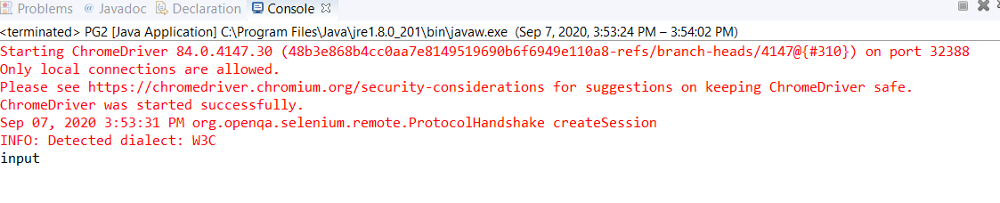 Problems @ Javadoc Declaration Console
<terminated> PG2 [Java Application] C:\Program Files\Java\jre1.8.0_201\bin\javaw.exe (Sep 7, 2020, 3:53:24 PM – 3:54:02 PM)
Starting ChromeDriver 84.0.4147.30 (48b3e868b4cc0aa7e8149519690b6f6949e110a8-refs/branch-heads/4147@{#310}) on port 32388
Only local connections are allowed.
Please see https://chromedriver.chromium.org/security-considerations for suggestions on keeping ChromeDriver safe.
ChromeDriver was started successfully.
Sep 07, 2020 3:53:31 PM org.openqa.selenium.remote.ProtocolHandshake createSession
INFO: Detected dialect: W3C
input